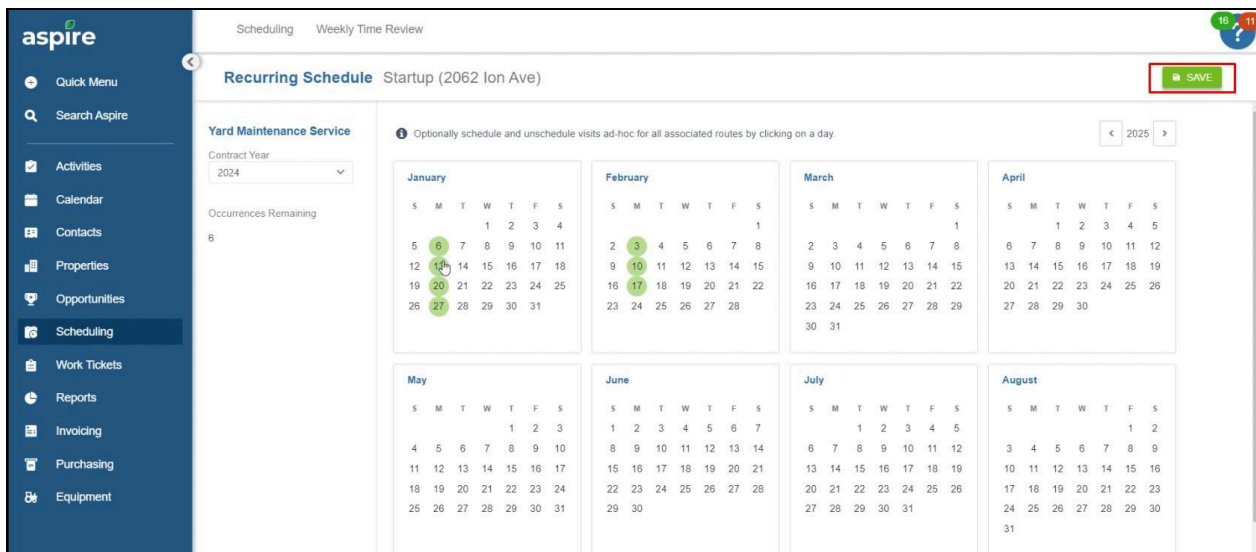 aspire
Quick Menu
Search Aspire
Activities
Calendar
Contacts
Properties
Opportunities
Scheduling
Work Tickets
Reports
Invoicing
Purchasing
Equipment
Scheduling Weekly Time Review
16 11
?
Recurring Schedule Startup (2062 Ion Ave)
SAVE
Yard Maintenance Service
Contract Year
2024
Occurrences Remaining
6
Optionally schedule and unschedule visits ad-hoc for all associated routes by clicking on a day.
< 2025 >
January
S M T W T F S
1 2 3 4
5 6 7 8 9 10 11
12 14 15 16 17 18
19 20 21 22 23 24 25
26 27 28 29 30 31
February
S M T W T F S
1
2 3 4 5 6 7 8
9 10 11 12 13 14 15
16 17 18 19 20 21 22
23 24 25 26 27 28
March
S M T W T F S
1
2 3 4 5 6 7 8
9 10 11 12 13 14 15
16 17 18 19 20 21 22
23 24 25 26 27 28 29
30 31
April
S M T W T F S
1 2 3 4 5
6 7 8 9 10 11 12
13 14 15 16 17 18 19
20 21 22 23 24 25 26
27 28 29 30
May
S M T W T F S
1 2 3
4 5 6 7 8 9 10
11 12 13 14 15 16 17
18 19 20 21 22 23 24
25 26 27 28 29 30 31
June
S M T W T F S
1 2 3 4 5 6 7
8 9 10 11 12 13 14
15 16 17 18 19 20 21
22 23 24 25 26 27 28
29 30
July
S M T W T F S
1 2 3 4 5
6 7 8 9 10 11 12
13 14 15 16 17 18 19
20 21 22 23 24 25 26
27 28 29 30 31
August
S M T W T F S
1 2
3 4 5 6 7 8 9
10 11 12 13 14 15 16
17 18 19 20 21 22 23
24 25 26 27 28 29 30
31